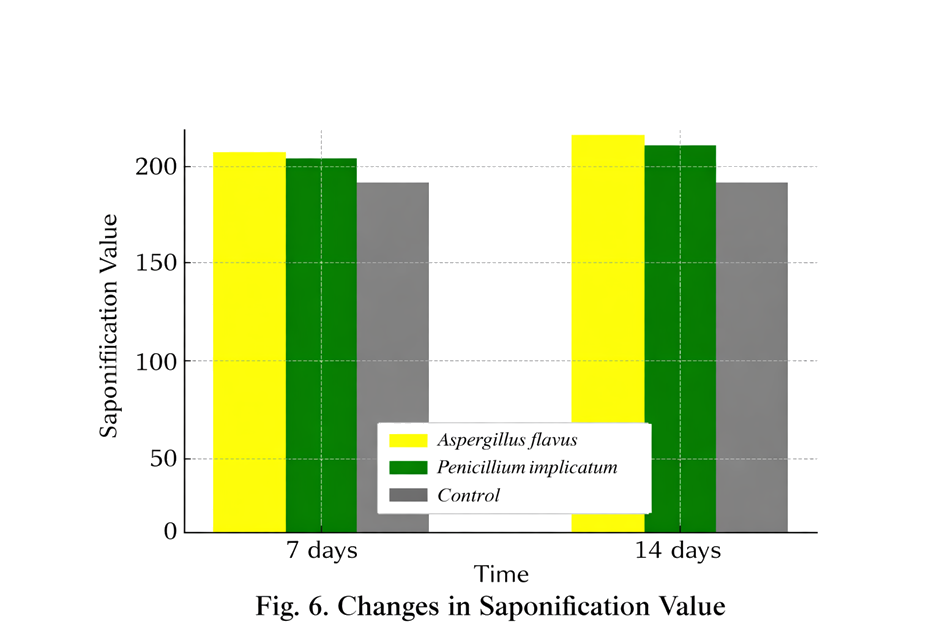 200
150
100
50
0
Saponifiication Value
Aspergillus flavus
Penicillium implicatum
Control
7 days
14 days
Time
Fig. 6. Changes in Saponification Value